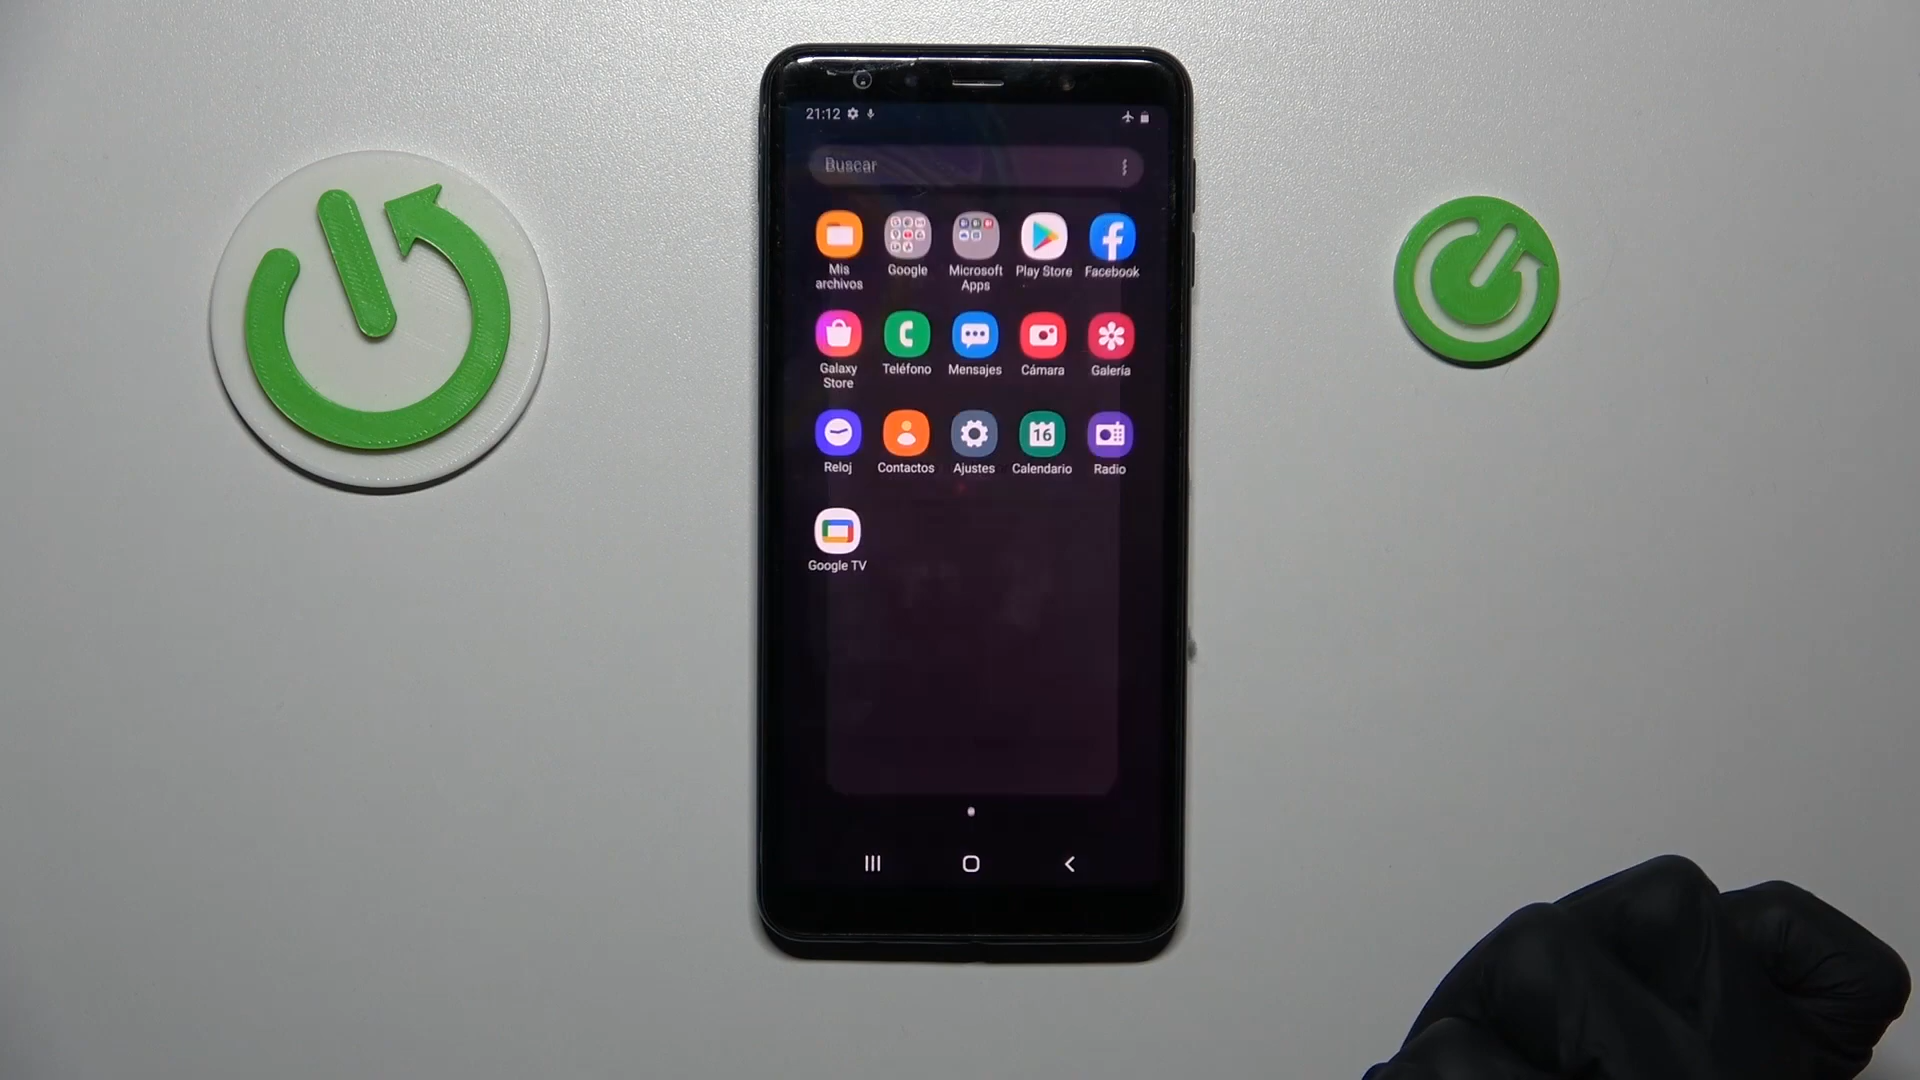 21:12
Buscar
Mis archivos
Google
Microsoft Apps
Play Store
Facebook
Galaxy Store
Teléfono
Mensajes
Cámara
Galería
Reloj
Contactos
Ajustes
16
Calendario
Radio
Google TV